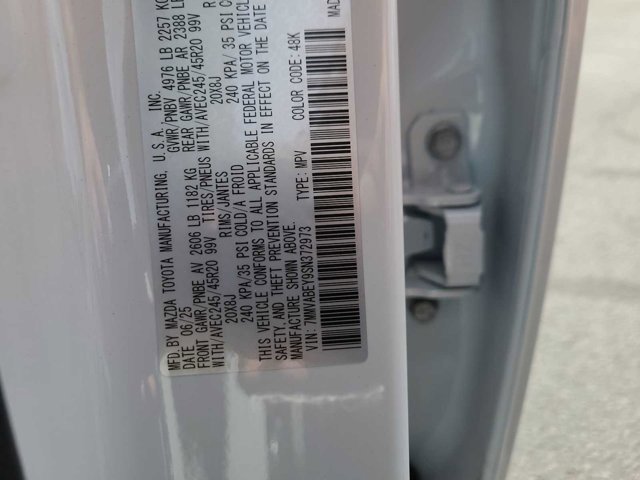 MFD.BY MAZDA TOYOTA MANUFACTURING, U.S.A., INC.
DATE 06/25 GVWR/PNBV 4976 LB 2257 KG
FRONT GAWR/PNBE AV 2606 LB 1182 KG REAR GAWR/PNBE AR 2388 LB
WITH/AVEC245/45R20 99V TIRES/PNEUS WITH/AVEC245/45R20 99V
20X8J RIMS/JANTES 20X8J
240 KPA/35 PSI COLD/A FROID 240 KPA/35 PSI
THIS VEHICLE CONFORMS TO ALL APPLICABLE FEDERAL MOTOR VEHICLE
SAFETY, AND THEFT PREVENTION STANDARDS IN EFFECT ON THE DATE
MANUFACTURE SHOWN ABOVE. MAD
VIN: 7MMVABEY9SN372973 TYPE: MPV COLOR CODE: 48K